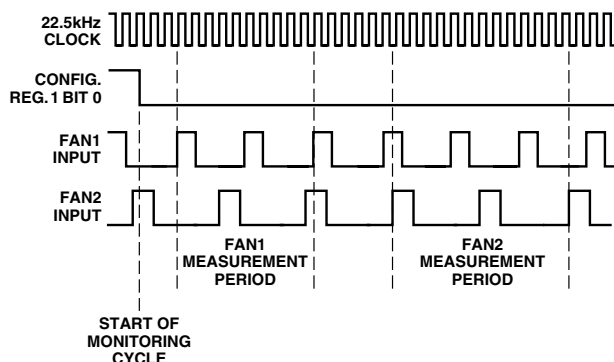 22.5kHz
CLOCK
CONFIG.
REG. 1 BIT 0
FAN1
INPUT
FAN2
INPUT
FAN1
MEASUREMENT
PERIOD
FAN2
MEASUREMENT
PERIOD
START OF
MONITORING
CYCLE